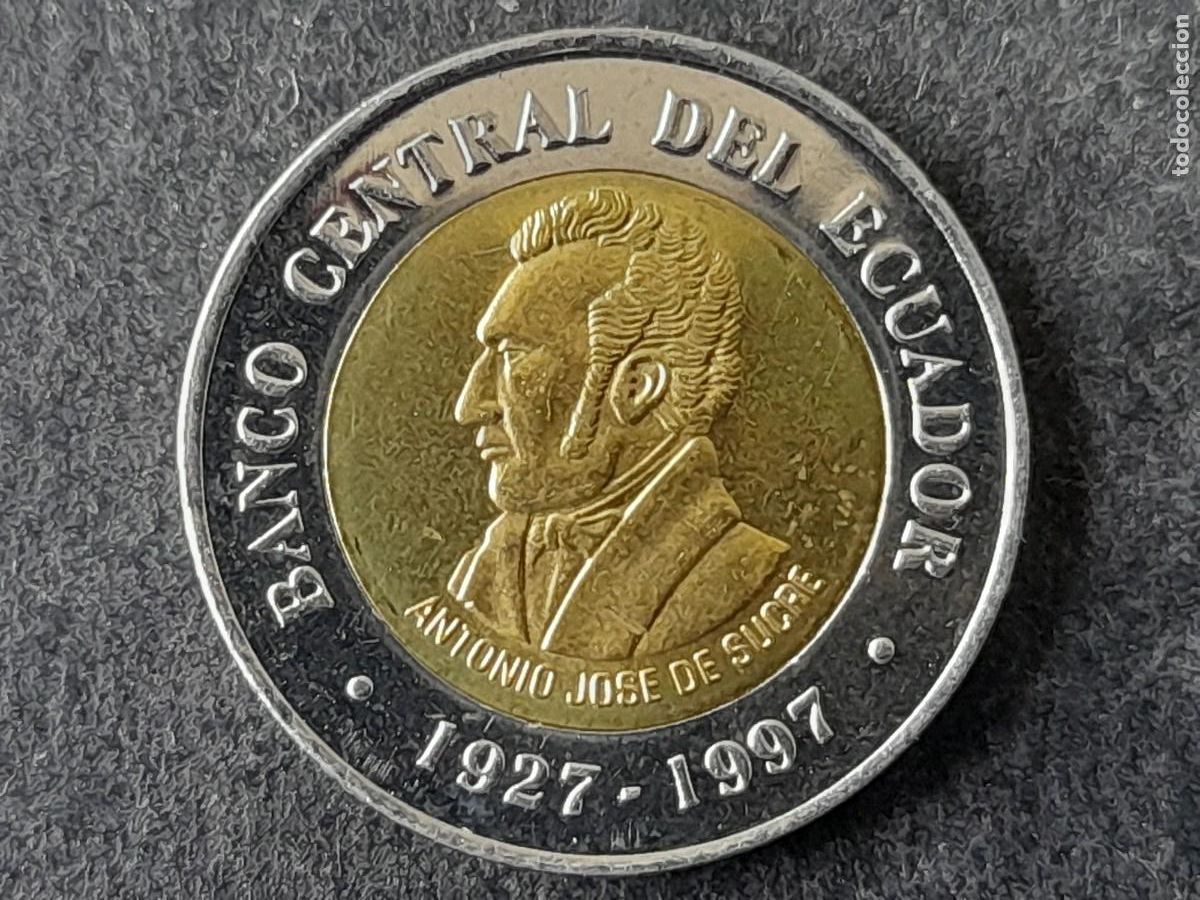 BANCO CENTRAL DEL ECUADOR
ANTONIO JOSE DE SUCRE
• 1927 - 1997 •
todocoleccion